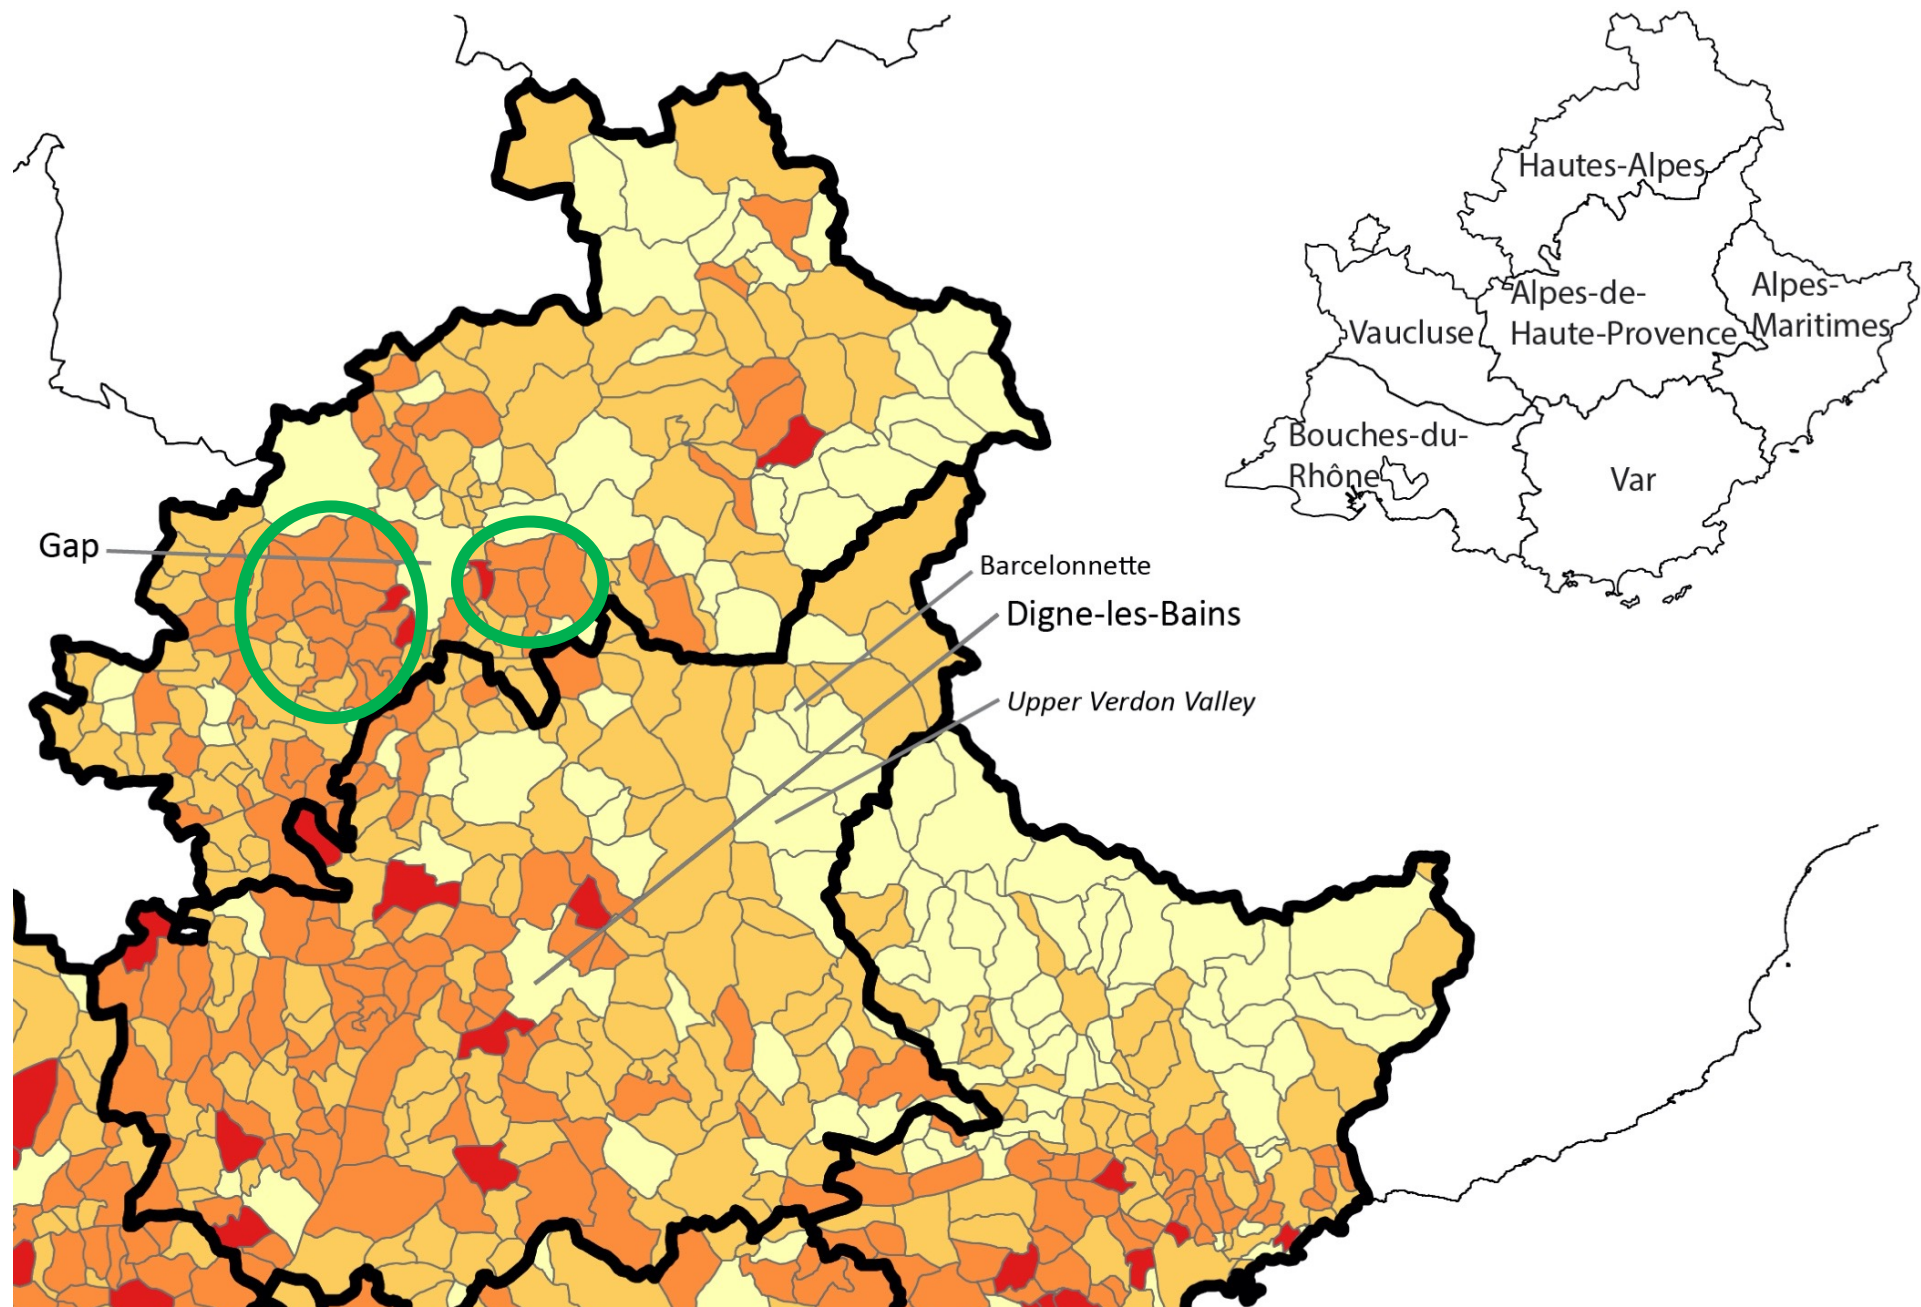 Hautes-Alpes
Alpes-de-
Haute-Provence
Alpes-
Maritimes
Vaucluse
Bouches-du-
Rhône
Var
Gap
Barcelonnette
Digne-les-Bains
Upper Verdon Valley